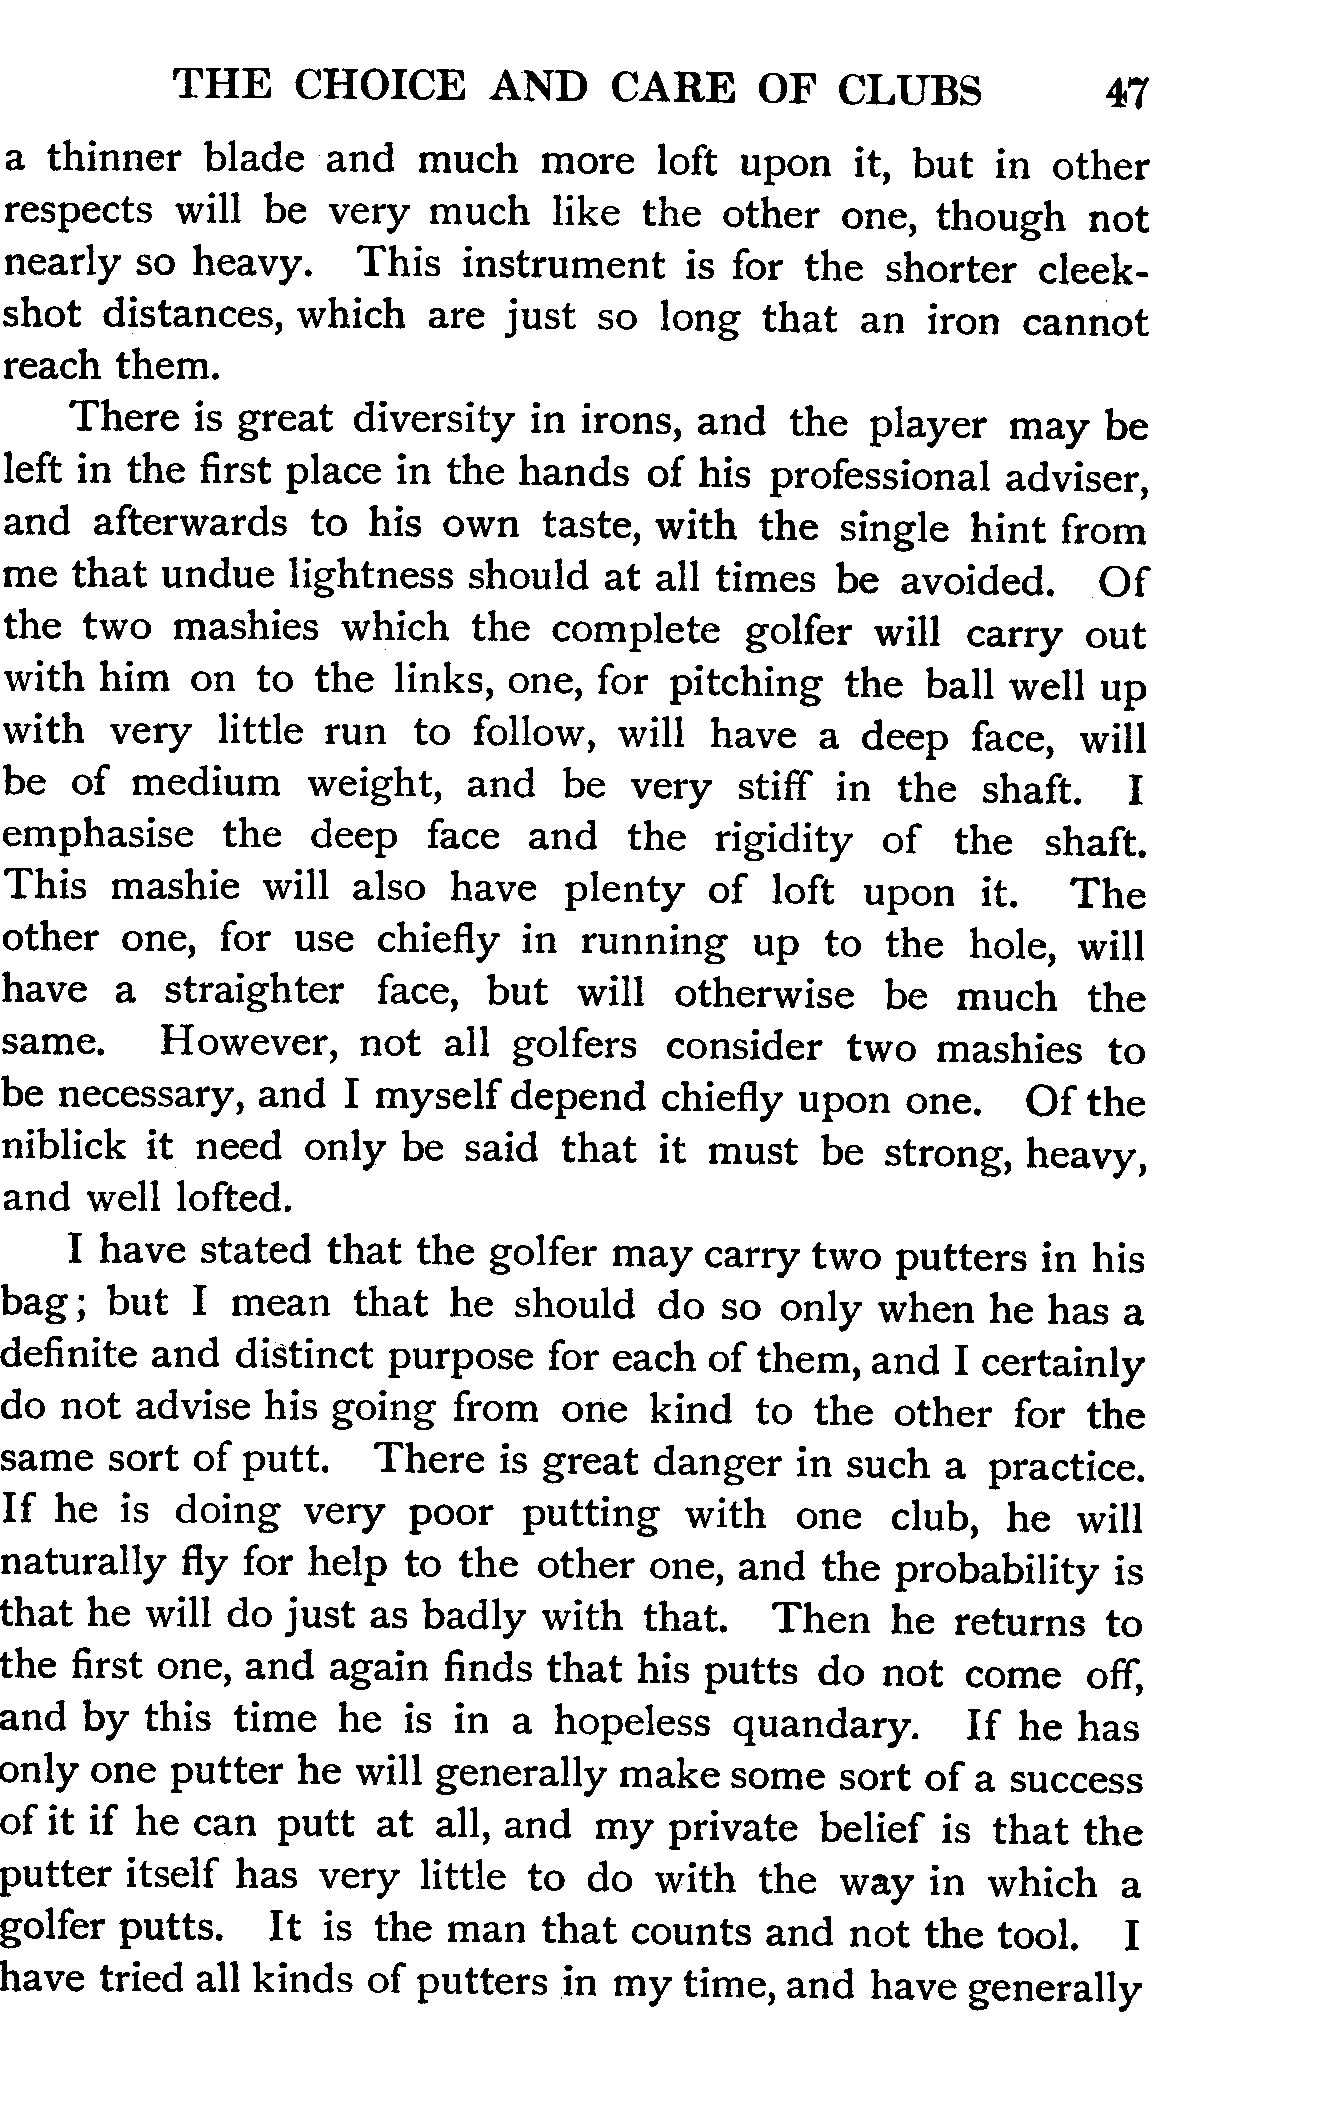 THE CHOICE AND CARE OF CLUBS 47
a thinner blade and much more loft upon it, but in other
respects will be very much like the other one, though not
nearly so heavy. This instrument is for the shorter cleek-
shot distances, which are just so long that an iron cannot
reach them.
There is great diversity in irons, and the player may be
left in the first place in the hands of his professional adviser,
and afterwards to his own taste, with the single hint from
me that undue lightness should at all times be avoided. Of
the two mashies which the complete golfer will carry out
with him on to the links, one, for pitching the ball well up
with very little run to follow, will have a deep face, will
be of medium weight, and be very stiff in the shaft. I
emphasise the deep face and the rigidity of the shaft.
This mashie will also have plenty of loft upon it. The
other one, for use chiefly in running up to the hole, will
have a straighter face, but will otherwise be much the
same. However, not all golfers consider two mashies to
be necessary, and I myself depend chiefly upon one. Of the
niblick it need only be said that it must be strong, heavy,
and well lofted.
I have stated that the golfer may carry two putters in his
bag; but I mean that he should do so only when he has a
definite and distinct purpose for each of them, and I certainly
do not advise his going from one kind to the other for the
same sort of putt. There is great danger in such a practice.
If he is doing very poor putting with one club, he will
naturally fly for help to the other one, and the probability is
that he will do just as badly with that. Then he returns to
the first one, and again finds that his putts do not come off,
and by this time he is in a hopeless quandary. If he has
only one putter he will generally make some sort of a success
of it if he can putt at all, and my private belief is that the
putter itself has very little to do with the way in which a
golfer putts. It is the man that counts and not the tool. I
have tried all kinds of putters in my time, and have generally